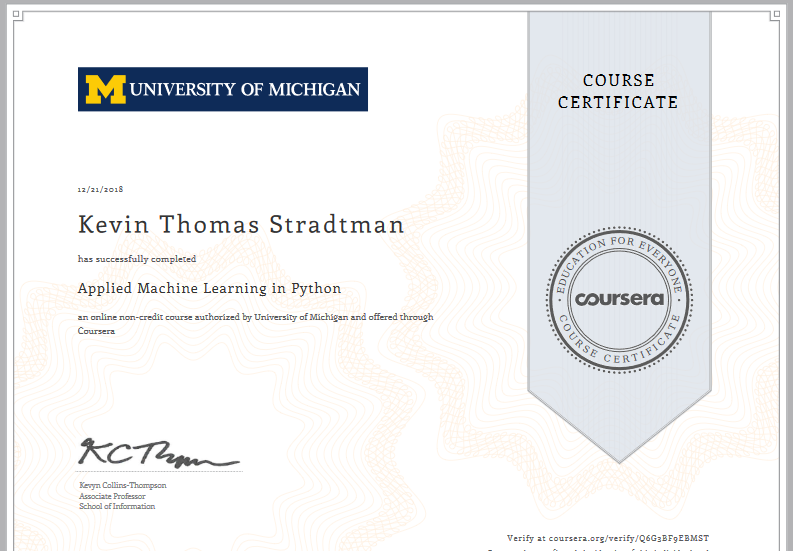 M UNIVERSITY OF MICHIGAN
COURSE
CERTIFICATE
12/21/2018
Kevin Thomas Stradtman
has successfully completed
Applied Machine Learning in Python
an online non-credit course authorized by University of Michigan and offered through
Coursera
EDUCATION FOR EVERYONE
coursera
COURSE CERTIFICATE
KCThom
Kevyn Collins-Thompson
Associate Professor
School of Information
Verify at coursera.org/verify/Q6G3BF9EBMST